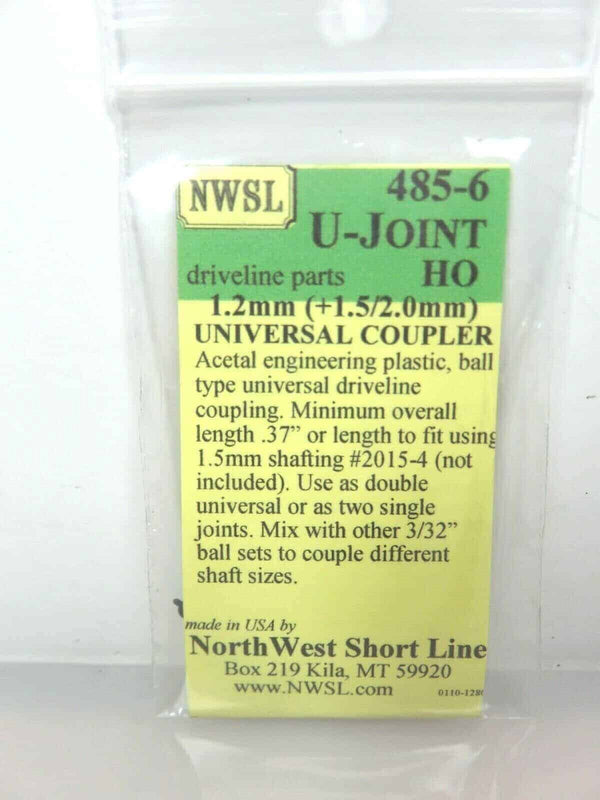 NWSL
485-6
U-JOINT
driveline parts HO
1.2mm (+1.5/2.0mm)
UNIVERSAL COUPLER
Acetal engineering plastic, ball
type universal driveline
coupling. Minimum overall
length .37” or length to fit using
1.5mm shafting #2015-4 (not
included). Use as double
universal or as two single
joints. Mix with other 3/32”
ball sets to couple different
shaft sizes.
made in USA by
NorthWest Short Line
Box 219 Kila, MT 59920
www.NWSL.com